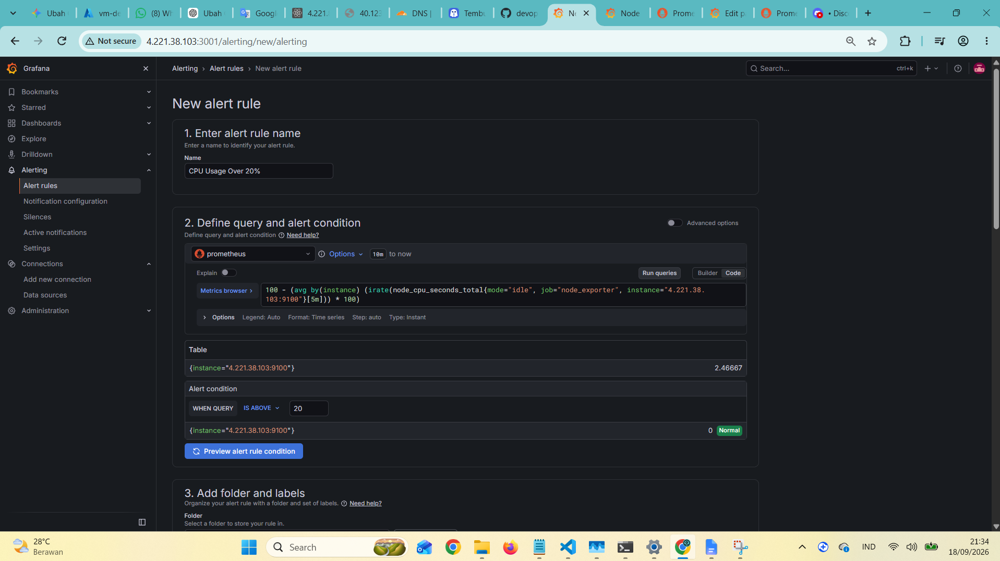 Ubah
vm-de
(8) Wh
Ubah
Googl
4.221.
40.123
DNS |
Tembu
devop
Ne
Node
Prome
Edit p
Prome
• Disc
Not secure
4.221.38.103:3001/alerting/new/alerting
Grafana
Alerting › Alert rules › New alert rule
Search... ctrl+k
Bookmarks
Starred
Dashboards
Explore
Drilldown
Alerting
Alert rules
Notification configuration
Silences
Active notifications
Settings
Connections
Add new connection
Data sources
Administration
New alert rule
1. Enter alert rule name
Enter a name to identify your alert rule.
Name
CPU Usage Over 20%
2. Define query and alert condition
Advanced options
Define query and alert condition Need help?
prometheus Options 10m to now
Explain Run queries Builder Code
Metrics browser › 100 - (avg by(instance) (irate(node_cpu_seconds_total{mode="idle", job="node_exporter", instance="4.221.38.
103:9100"}[5m])) * 100)
› Options Legend: Auto Format: Time series Step: auto Type: Instant
Table
{instance="4.221.38.103:9100"} 2.46667
Alert condition
WHEN QUERY IS ABOVE 20
{instance="4.221.38.103:9100"} 0 Normal
Preview alert rule condition
3. Add folder and labels
Organize your alert rule with a folder and set of labels. Need help?
Folder
Select a folder to store your rule in.
28°C
Berawan
Search
IND
21:34
18/09/2026